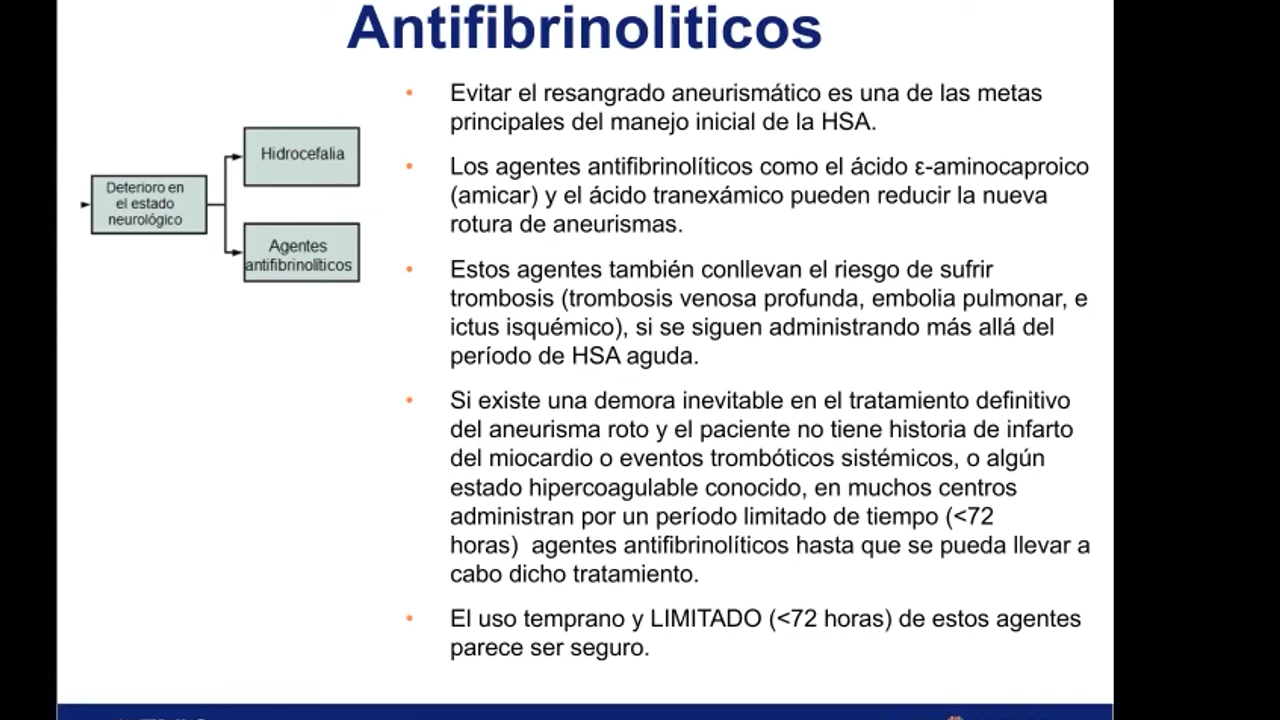 Antifibrinoliticos
Deterioro en
el estado
neurológico
Hidrocefalia
Agentes
antifibrinolíticos
• Evitar el resangrado aneurismático es una de las metas
principales del manejo inicial de la HSA.
• Los agentes antifibrinolíticos como el ácido ε-aminocaproico
(amicar) y el ácido tranexámico pueden reducir la nueva
rotura de aneurismas.
• Estos agentes también conllevan el riesgo de sufrir
trombosis (trombosis venosa profunda, embolia pulmonar, e
ictus isquémico), si se siguen administrando más allá del
período de HSA aguda.
• Si existe una demora inevitable en el tratamiento definitivo
del aneurisma roto y el paciente no tiene historia de infarto
del miocardio o eventos trombóticos sistémicos, o algún
estado hipercoagulable conocido, en muchos centros
administran por un período limitado de tiempo (<72
horas) agentes antifibrinolíticos hasta que se pueda llevar a
cabo dicho tratamiento.
• El uso temprano y LIMITADO (<72 horas) de estos agentes
parece ser seguro.